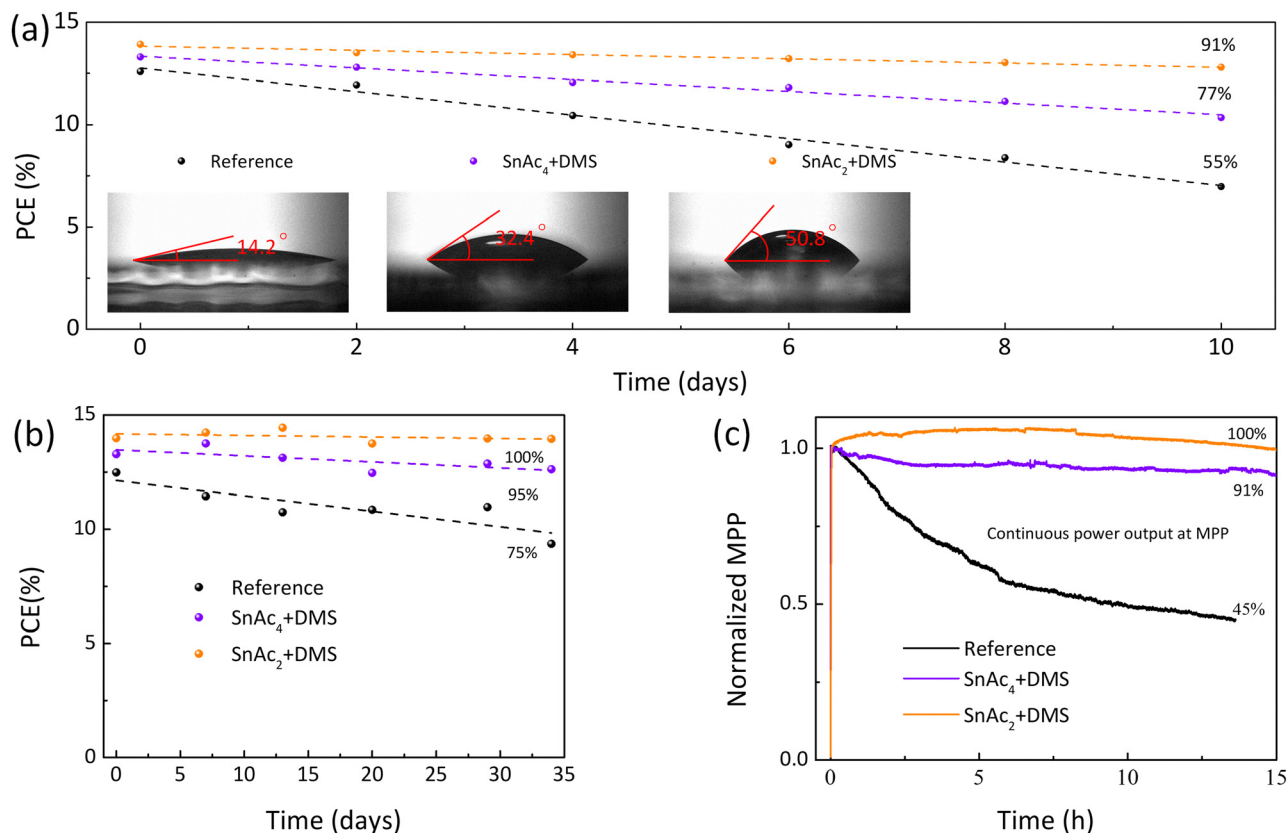 (a)
15
10
5
0
PCE (%)
91%
77%
55%
Reference
SnAc₄+DMS
SnAc₂+DMS
14.2°
32.4°
50.8°
0 2 4 6 8 10
Time (days)
(b)
15
10
5
0
PCE(%)
100%
95%
75%
Reference
SnAc₄+DMS
SnAc₂+DMS
0 5 10 15 20 25 30 35
Time (days)
(c)
1.0
0.5
0.0
Normalized MPP
100%
91%
Continuous power output at MPP
45%
Reference
SnAc₄+DMS
SnAc₂+DMS
0 5 10 15
Time (h)